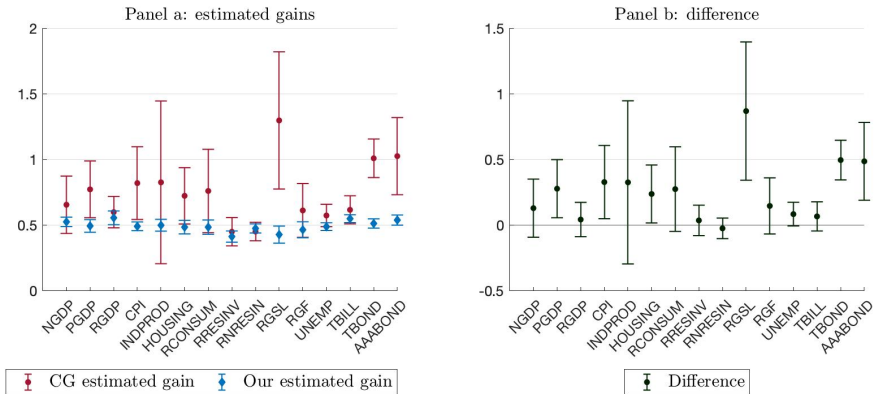 Panel a: estimated gains
2
1.5
1
0.5
0
NGDP
PGDP
RGDP
CPI
INDPROD
HOUSING
RCONSUM
RRESINV
RNRESIN
RGSL
RGF
UNEMP
TBILL
TBOND
AAABOND
CG estimated gain
Our estimated gain
Panel b: difference
1.5
1
0.5
0
-0.5
NGDP
PGDP
RGDP
CPI
INDPROD
HOUSING
RCONSUM
RRESINV
RNRESIN
RGSL
RGF
UNEMP
TBILL
TBOND
AAABOND
Difference